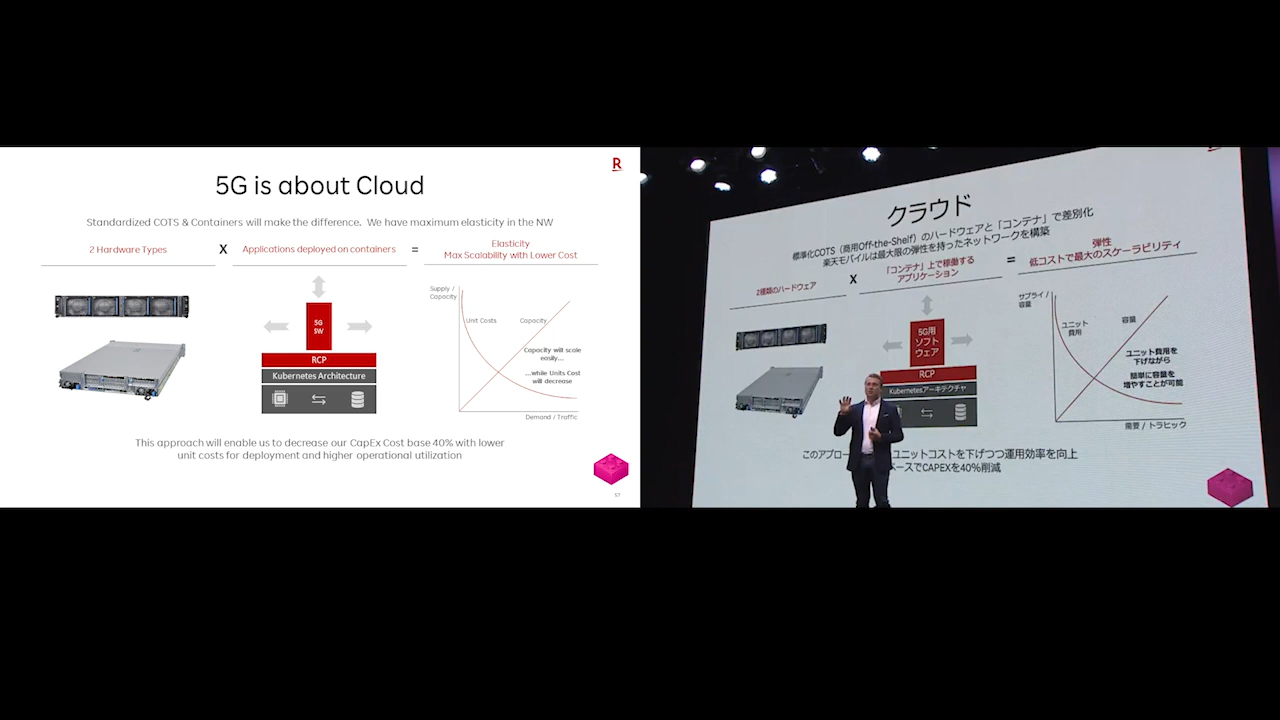 R
5G is about Cloud
Standardized COTS & Containers will make the difference. We have maximum elasticity in the NW
2 Hardware Types
X
Applications deployed on containers
=
Elasticity
Max Scalability with Lower Cost
5G
SW
RCP
Kubernetes Architecture
Supply /
Capacity
Unit Costs
Capacity
Capacity will scale
easily...
...while Units Cost
will decrease
Demand / Traffic
This approach will enable us to decrease our CapEx Cost base 40% with lower
unit costs for deployment and higher operational utilization
57
クラウド
標準化COTS（商用Off-the-Shelf）のハードウェアと「コンテナ」で差別化
楽天モバイルは最大限の弾性を持ったネットワークを構築
2種類のハードウェア
X
「コンテナ」上で稼働する
アプリケーション
=
弾性
低コストで最大のスケーラビリティ
5G用
ソフト
ウェア
RCP
Kubernetesアーキテクチャ
サプライ /
容量
ユニット
費用
容量
ユニット費用を
下げながら
簡単に容量を
増やすことが可能
需要 / トラヒック
このアプロー ユニットコストを下げつつ運用効率を向上
ースでCAPEXを40%削減